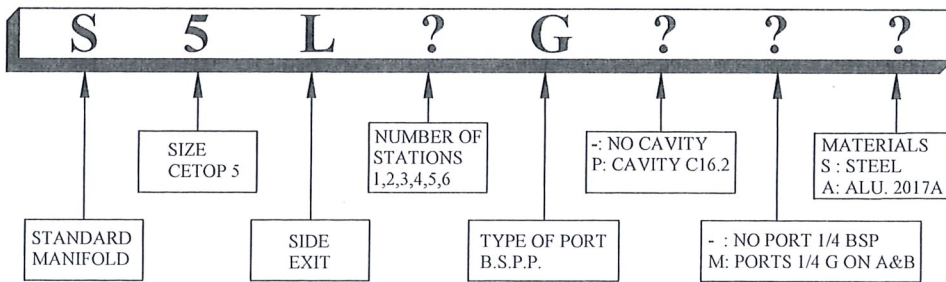 S 5 L ? G ? ? ?
SIZE
CETOP 5
NUMBER OF
STATIONS
1,2,3,4,5,6
-: NO CAVITY
P: CAVITY C16.2
MATERIALS
S : STEEL
A: ALU. 2017A
STANDARD
MANIFOLD
SIDE
EXIT
TYPE OF PORT
B.S.P.P.
- : NO PORT 1/4 BSP
M: PORTS 1/4 G ON A&B